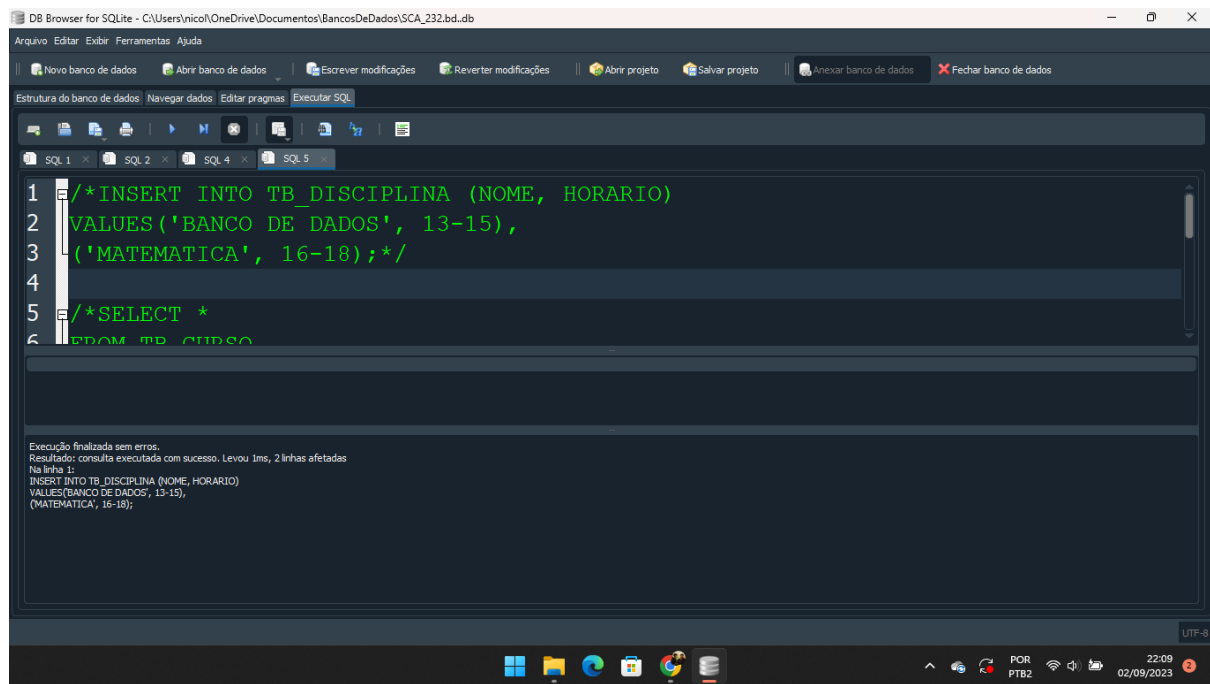 DB Browser for SQLite - C:\Users\nicol\OneDrive\Documentos\BancosDeDados\SCA_232.bd..db
Arquivo Editar Exibir Ferramentas Ajuda
Novo banco de dados Abrir banco de dados Escrever modificações Reverter modificações Abrir projeto Salvar projeto Anexar banco de dados Fechar banco de dados
Estrutura do banco de dados Navegar dados Editar pragmas Executar SQL
SQL 1 SQL 2 SQL 4 SQL 5
1 /*INSERT INTO TB_DISCIPLINA (NOME, HORARIO)
2 VALUES('BANCO DE DADOS', 13-15),
3 ('MATEMATICA', 16-18);*/
4
5 /*SELECT *
6 FROM TB_CURSO
Execução finalizada sem erros.
Resultado: consulta executada com sucesso. Levou 1ms, 2 linhas afetadas
Na linha 1:
INSERT INTO TB_DISCIPLINA (NOME, HORARIO)
VALUES('BANCO DE DADOS', 13-15),
('MATEMATICA', 16-18);
UTF-8
POR
PTB2
22:09
02/09/2023
2